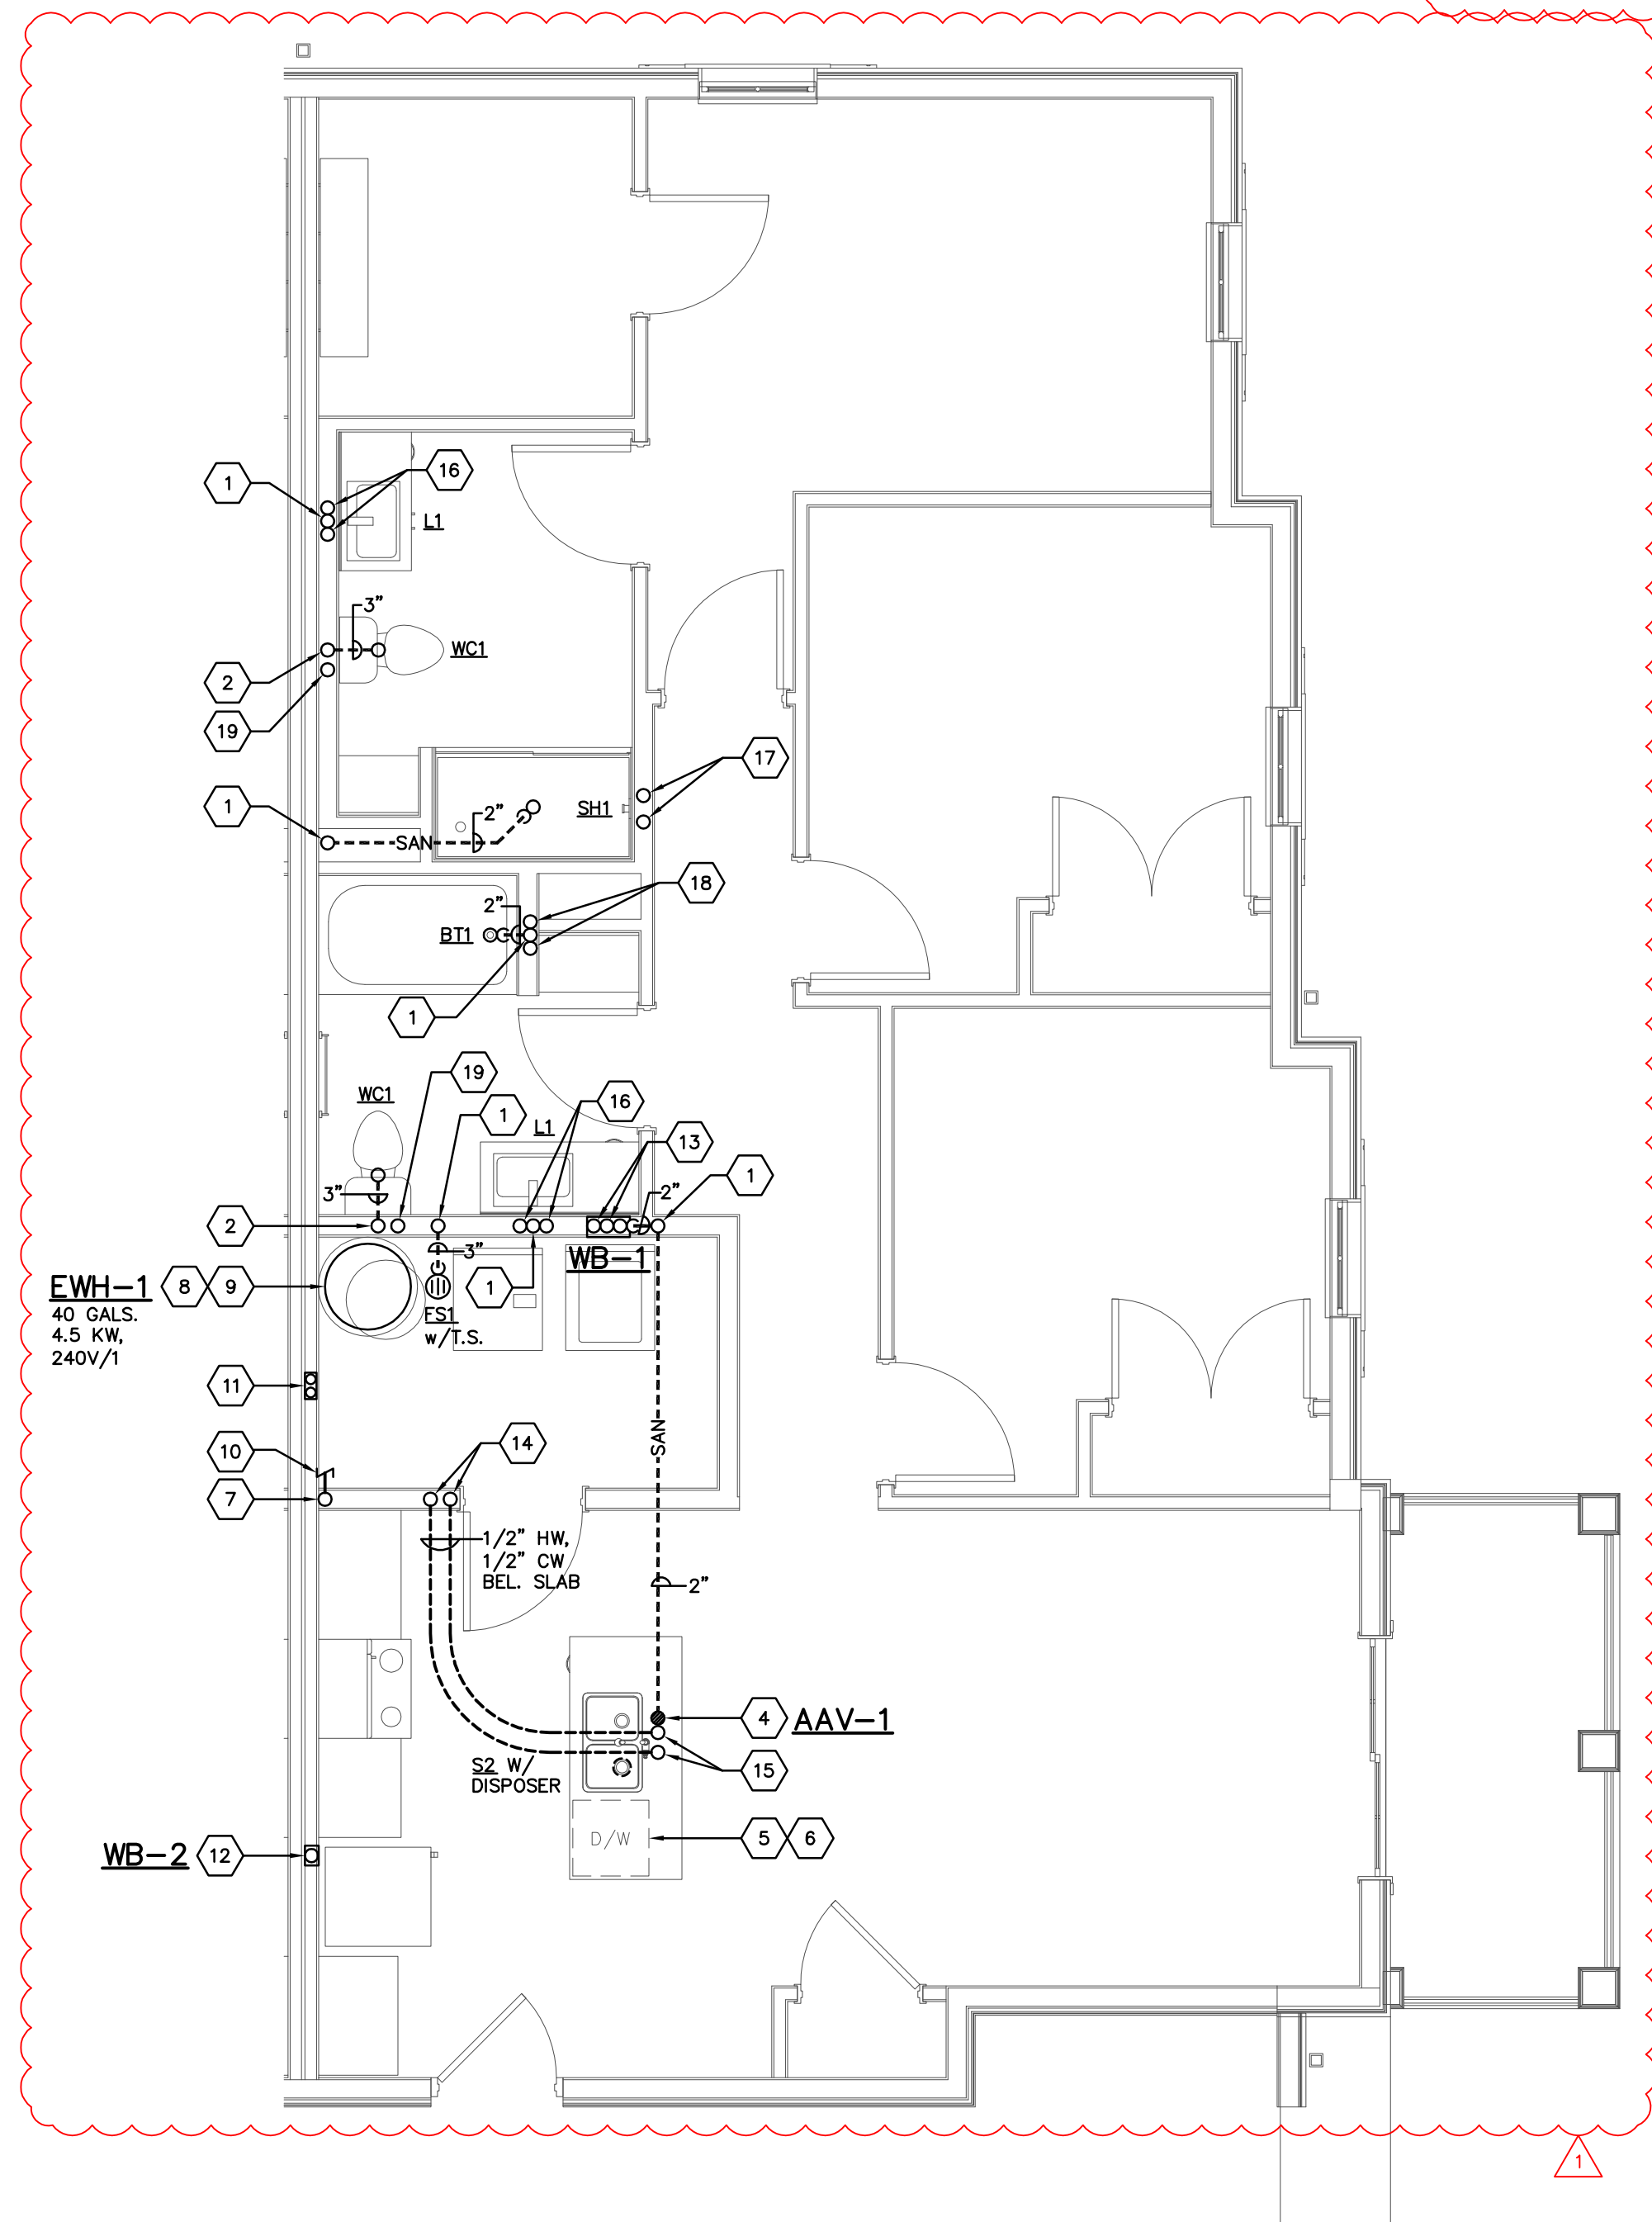 16
1
L1
3"
WC1
2
19
17
1
SH1
2"
SAN
18
2"
BT1
1
19
WC1
1
16
L1
13
1
3"
2"
2
3"
WB-1
EWH-1
8
9
1
40 GALS.
4.5 KW,
240V/1
FS1
w/T.S.
11
SAN
10
14
7
1/2" HW,
1/2" CW
BEL. SLAB
2"
4
AAV-1
S2 W/
DISPOSER
15
D/W
5
6
WB-2
12
1